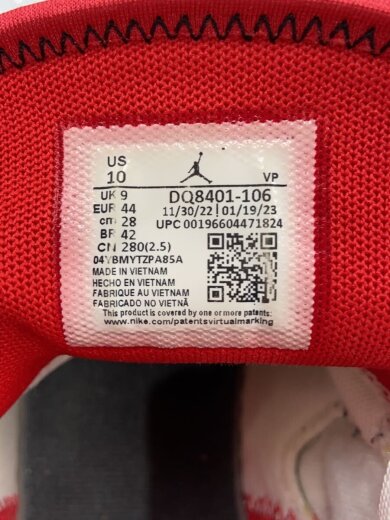 US
10
VP
UK 9
EUR 44
cm 28
BR 42
CN 280(2.5)
DQ8401-106
11/30/22 | 01/19/23
UPC 00196604471824
04YBMYTZPA85A
MADE IN VIETNAM
HECHO EN VIETNAM
FABRIQUE AU VIETNAM
FABRICADO NO VIETNÃ
This product is covered by one or more patents:
www.nike.com/patentsvirtualmarking